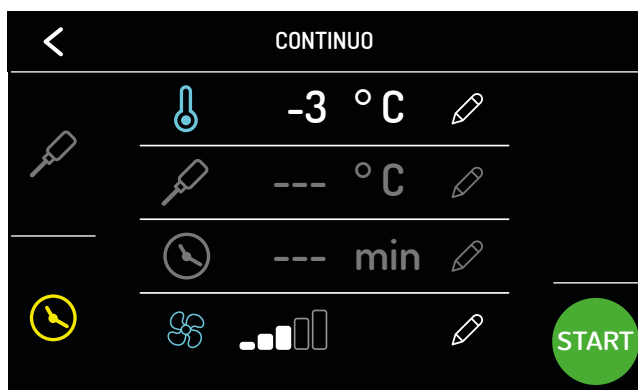 CONTINUO
-3 °C
--- °C
--- min
START